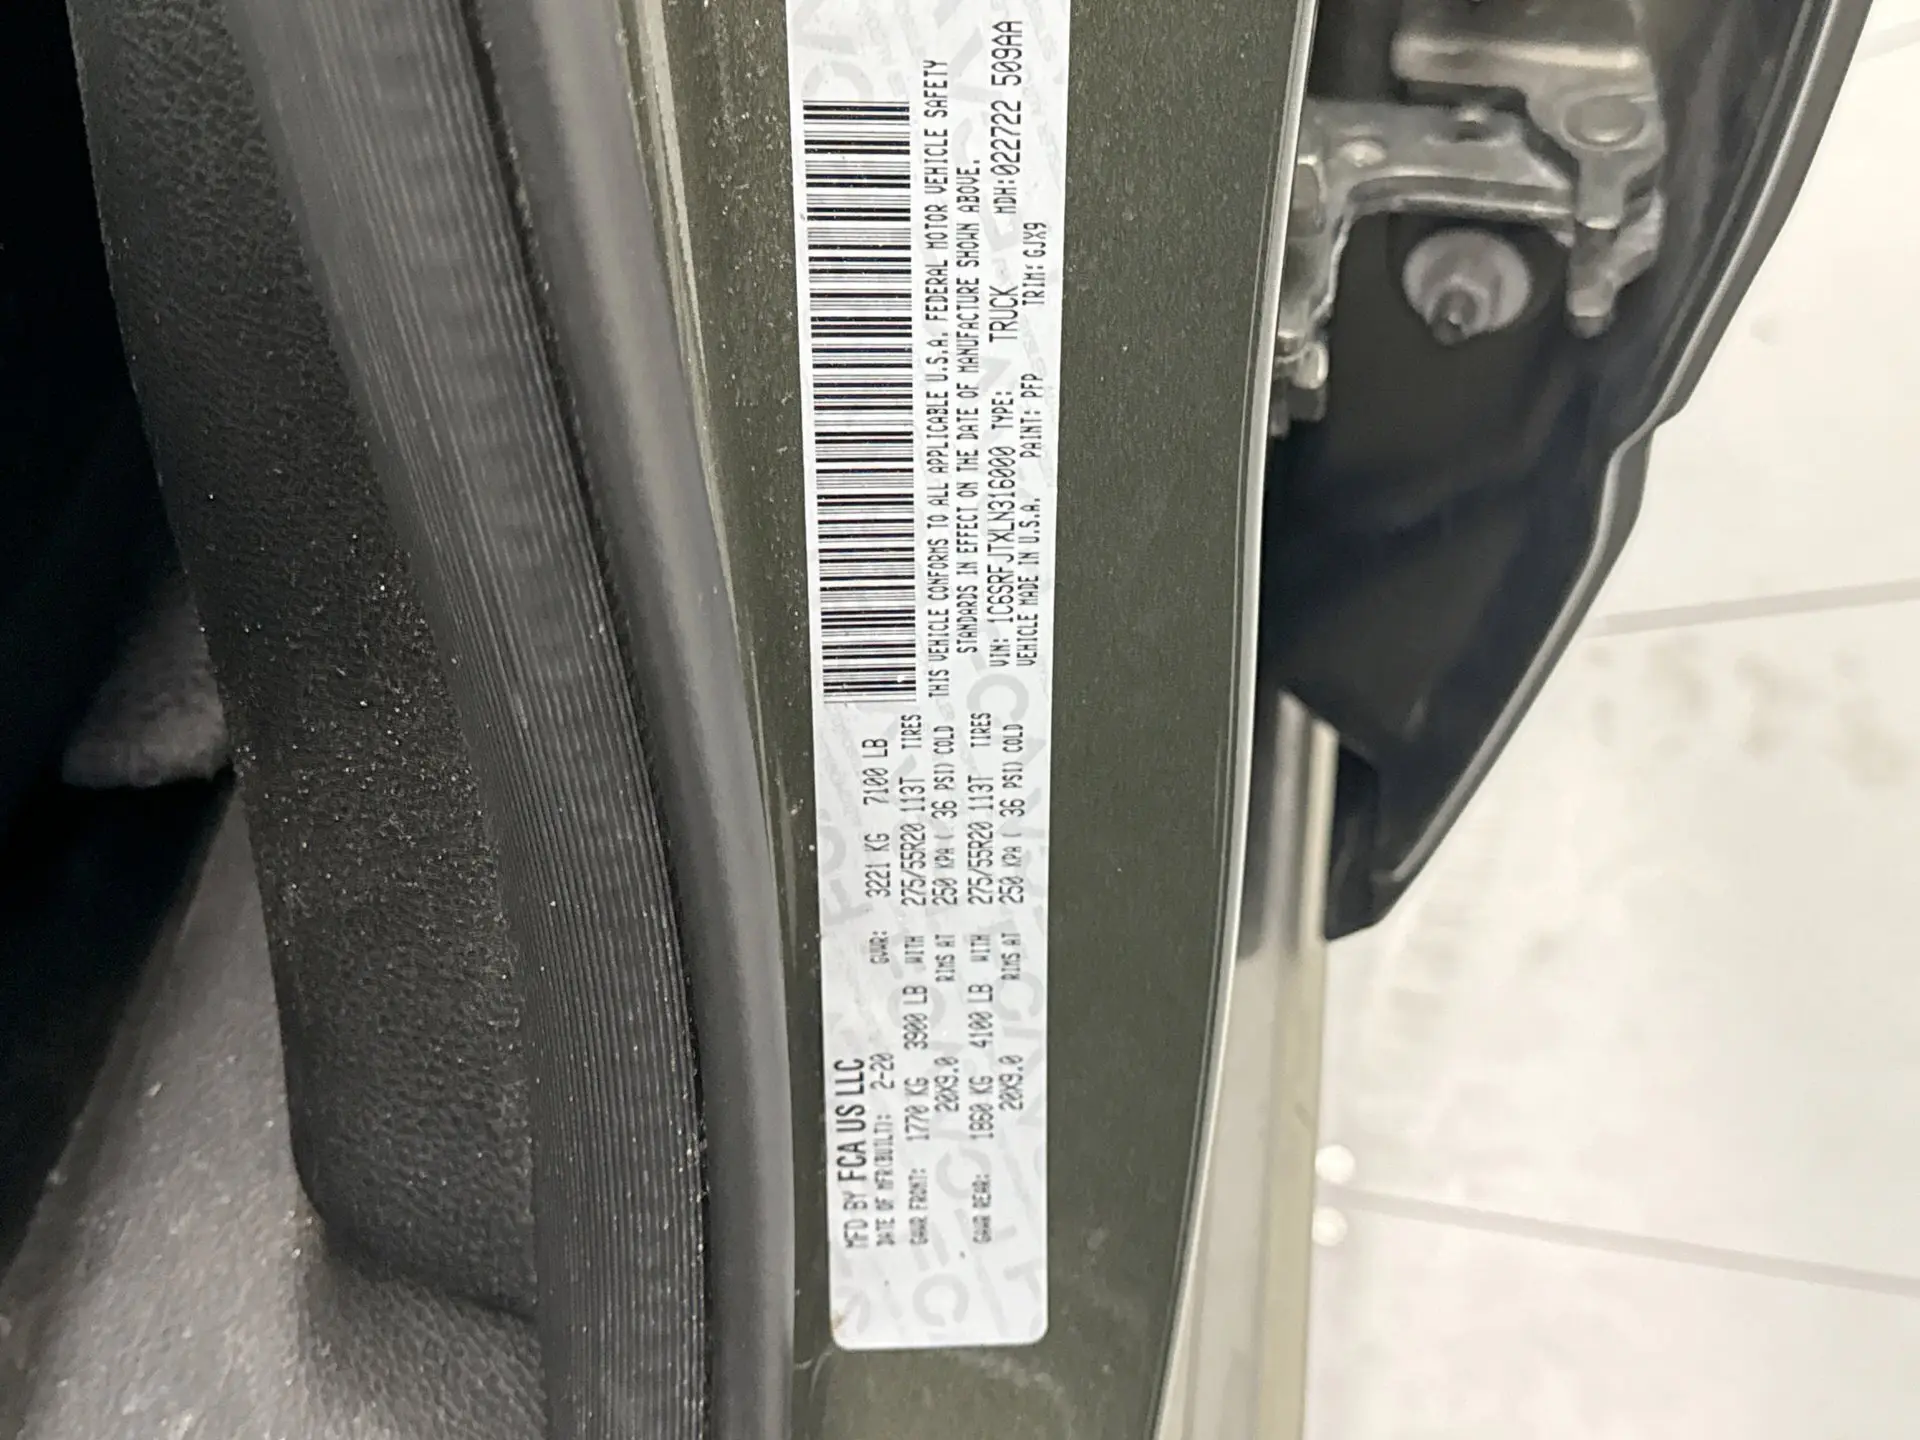 MFD BY FCA US LLC
DATE OF MFR(BUILT): 2-20 GVWR: 3221 KG 7100 LB
GAWR FRONT: 1770 KG 3900 LB WITH 275/55R20 113T TIRES
20X9.0 RIMS AT 250 KPA ( 36 PSI) COLD
GAWR REAR: 1860 KG 4100 LB WITH 275/55R20 113T TIRES
20X9.0 RIMS AT 250 KPA ( 36 PSI) COLD
THIS VEHICLE CONFORMS TO ALL APPLICABLE U.S.A. FEDERAL MOTOR VEHICLE SAFETY
STANDARDS IN EFFECT ON THE DATE OF MANUFACTURE SHOWN ABOVE.
VIN: 1C6SRFJTXLN316000 TYPE: TRUCK MDH:022722 509AA
VEHICLE MADE IN U.S.A. PAINT: PFP TRIM: GJX9